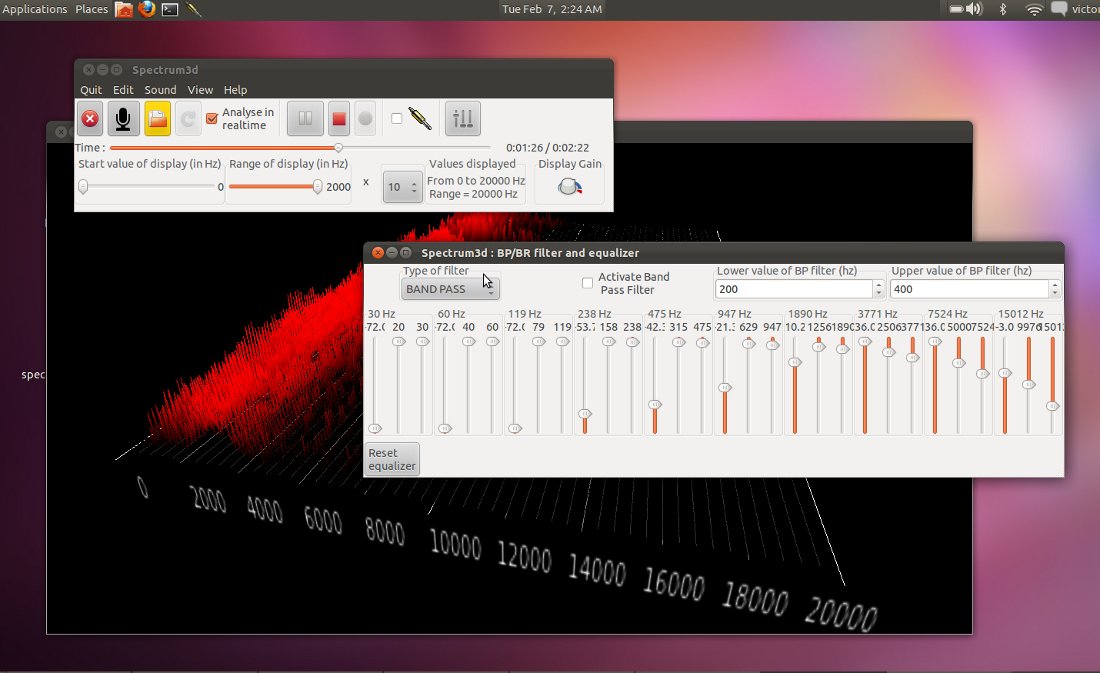 Applications Places
Tue Feb 7, 2:24 AM
victor
Spectrum3d
Quit Edit Sound View Help
Analyse in
realtime
Time :
0:01:26 / 0:02:22
Start value of display (in Hz)
0
Range of display (in Hz)
2000
x
10
Values displayed
From 0 to 20000 Hz
Range = 20000 Hz
Display Gain
Spectrum3d : BP/BR filter and equalizer
Type of filter
BAND PASS
Activate Band
Pass Filter
Lower value of BP filter (hz)
200
Upper value of BP filter (hz)
400
30 Hz 60 Hz 119 Hz 238 Hz 475 Hz 947 Hz 1890 Hz 3771 Hz 7524 Hz 15012 Hz
-72.0 20 30 -72.0 40 60 -72.0 79 119 -53.7 158 238 -42.3 315 475 -21.3 629 947 10.2 1256 1890 36.0 2506 3771 36.0 5000 7524 -3.0 9976 15012
Reset
equalizer
spec
0 2000 4000 6000 8000 10000 12000 14000 16000 18000 20000